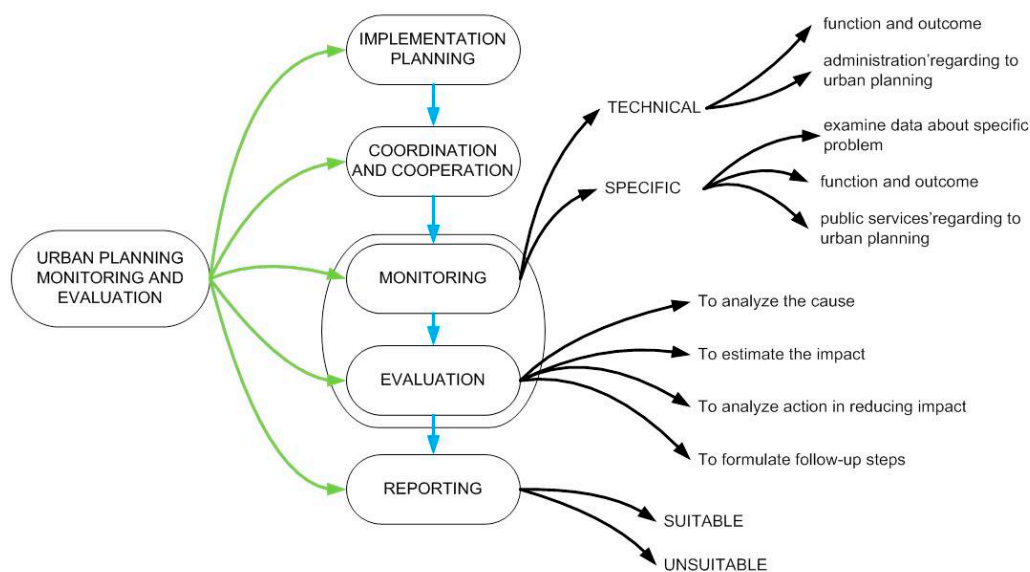 IMPLEMENTATION
PLANNING
COORDINATION
AND COOPERATION
URBAN PLANNING
MONITORING AND
EVALUATION
MONITORING
EVALUATION
REPORTING
TECHNICAL
function and outcome
administration'regarding to
urban planning
SPECIFIC
examine data about specific
problem
function and outcome
public services'regarding to
urban planning
To analyze the cause
To estimate the impact
To analyze action in reducing impact
To formulate follow-up steps
SUITABLE
UNSUITABLE